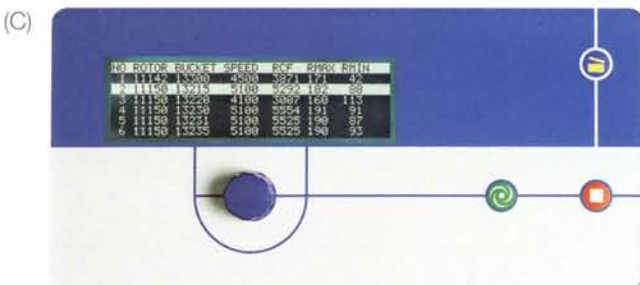 (C)
NO ROTOR BUCKET SPEED RCF RMAX RMIN
1 11142 13300 4500 3871 171 42
2 11150 13215 5100 5292 182 88
3 11150 13220 4100 3007 160 113
4 11150 13230 5100 5554 191 91
5 11150 13231 5100 5525 190 87
6 11150 13235 5100 5525 190 93